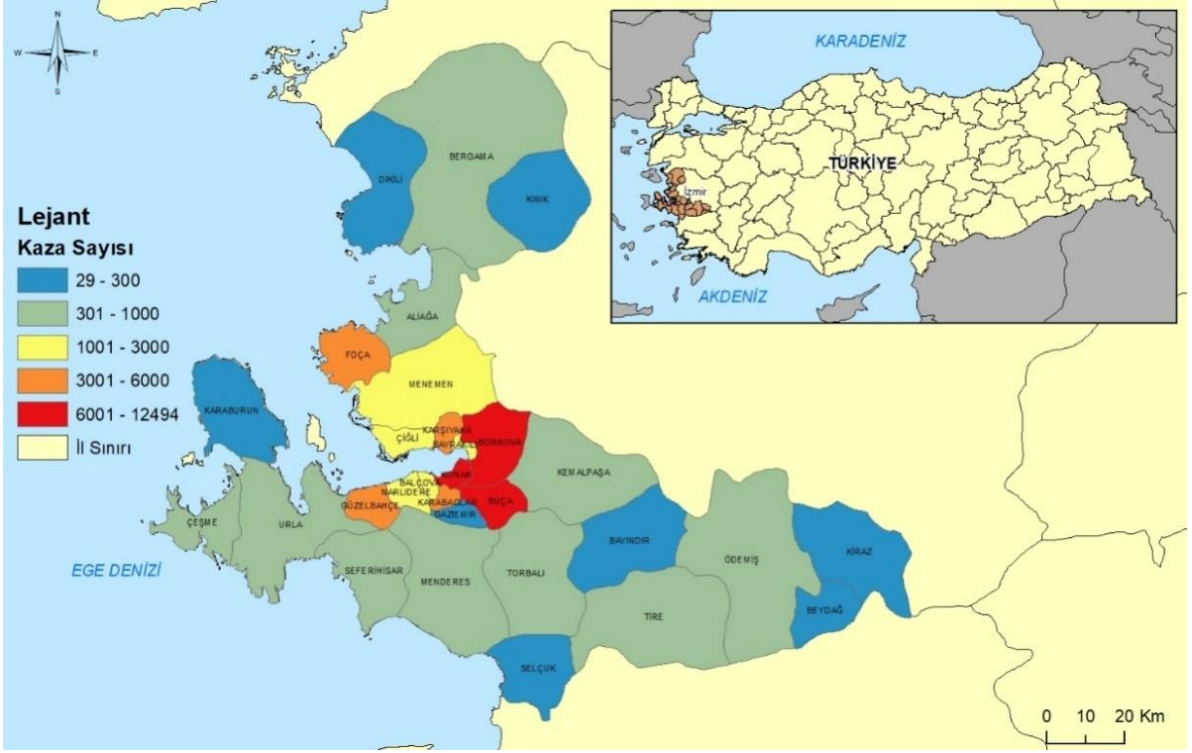 N
W
E
S
KARADENİZ
TÜRKİYE
İzmir
AKDENİZ
BERGAMA
DİKİLİ
KINIK
Lejant
Kaza Sayısı
29 - 300
301 - 1000
1001 - 3000
3001 - 6000
6001 - 12494
İl Sınırı
ALİAĞA
FOÇA
MENEMEN
KARABURUN
KARŞIYAKA
ÇİĞLİ
BAYRAKLI
BORNOVA
KEMALPAŞA
KONAK
BALÇOVA
NARLIDERE
KARABAĞLAR
BUCA
GÜZELBAHÇE
GAZİEMİR
ÇEŞME
URLA
BAYINDIR
KİRAZ
ÖDEMİŞ
EGE DENİZİ
SEFERİHİSAR
MENDERES
TORBALI
BEYDAĞ
TİRE
SELÇUK
0 10 20 Km